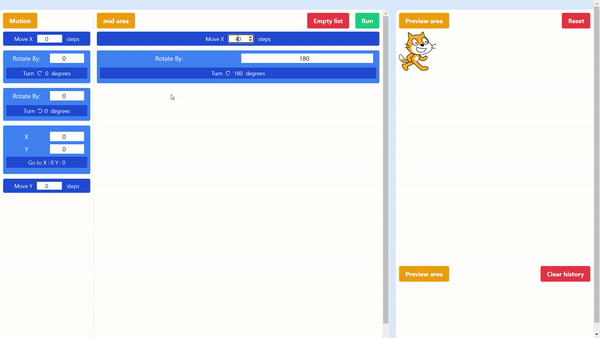 Motion
Move X 0 steps
Rotate By: 0
Turn 0 degrees
Rotate By: 0
Turn 0 degrees
X 0
Y 0
Go to X : 0 Y : 0
Move Y 0 steps
mid area
Empty list
Run
Move X 40 steps
Rotate By: 180
Turn 180 degrees
Preview area
Reset
Preview area
Clear history